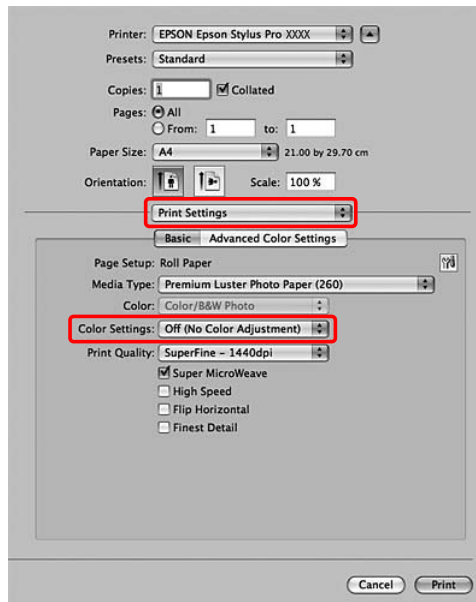 Printer: EPSON Epson Stylus Pro XXXX
Presets: Standard
Copies: 1 Collated
Pages: All
From: 1 to: 1
Paper Size: A4 21.00 by 29.70 cm
Orientation: Scale: 100 %
Print Settings
Basic Advanced Color Settings
Page Setup: Roll Paper
Media Type: Premium Luster Photo Paper (260)
Color: Color/B&W Photo
Color Settings: Off (No Color Adjustment)
Print Quality: SuperFine – 1440dpi
Super MicroWeave
High Speed
Flip Horizontal
Finest Detail
Cancel Print